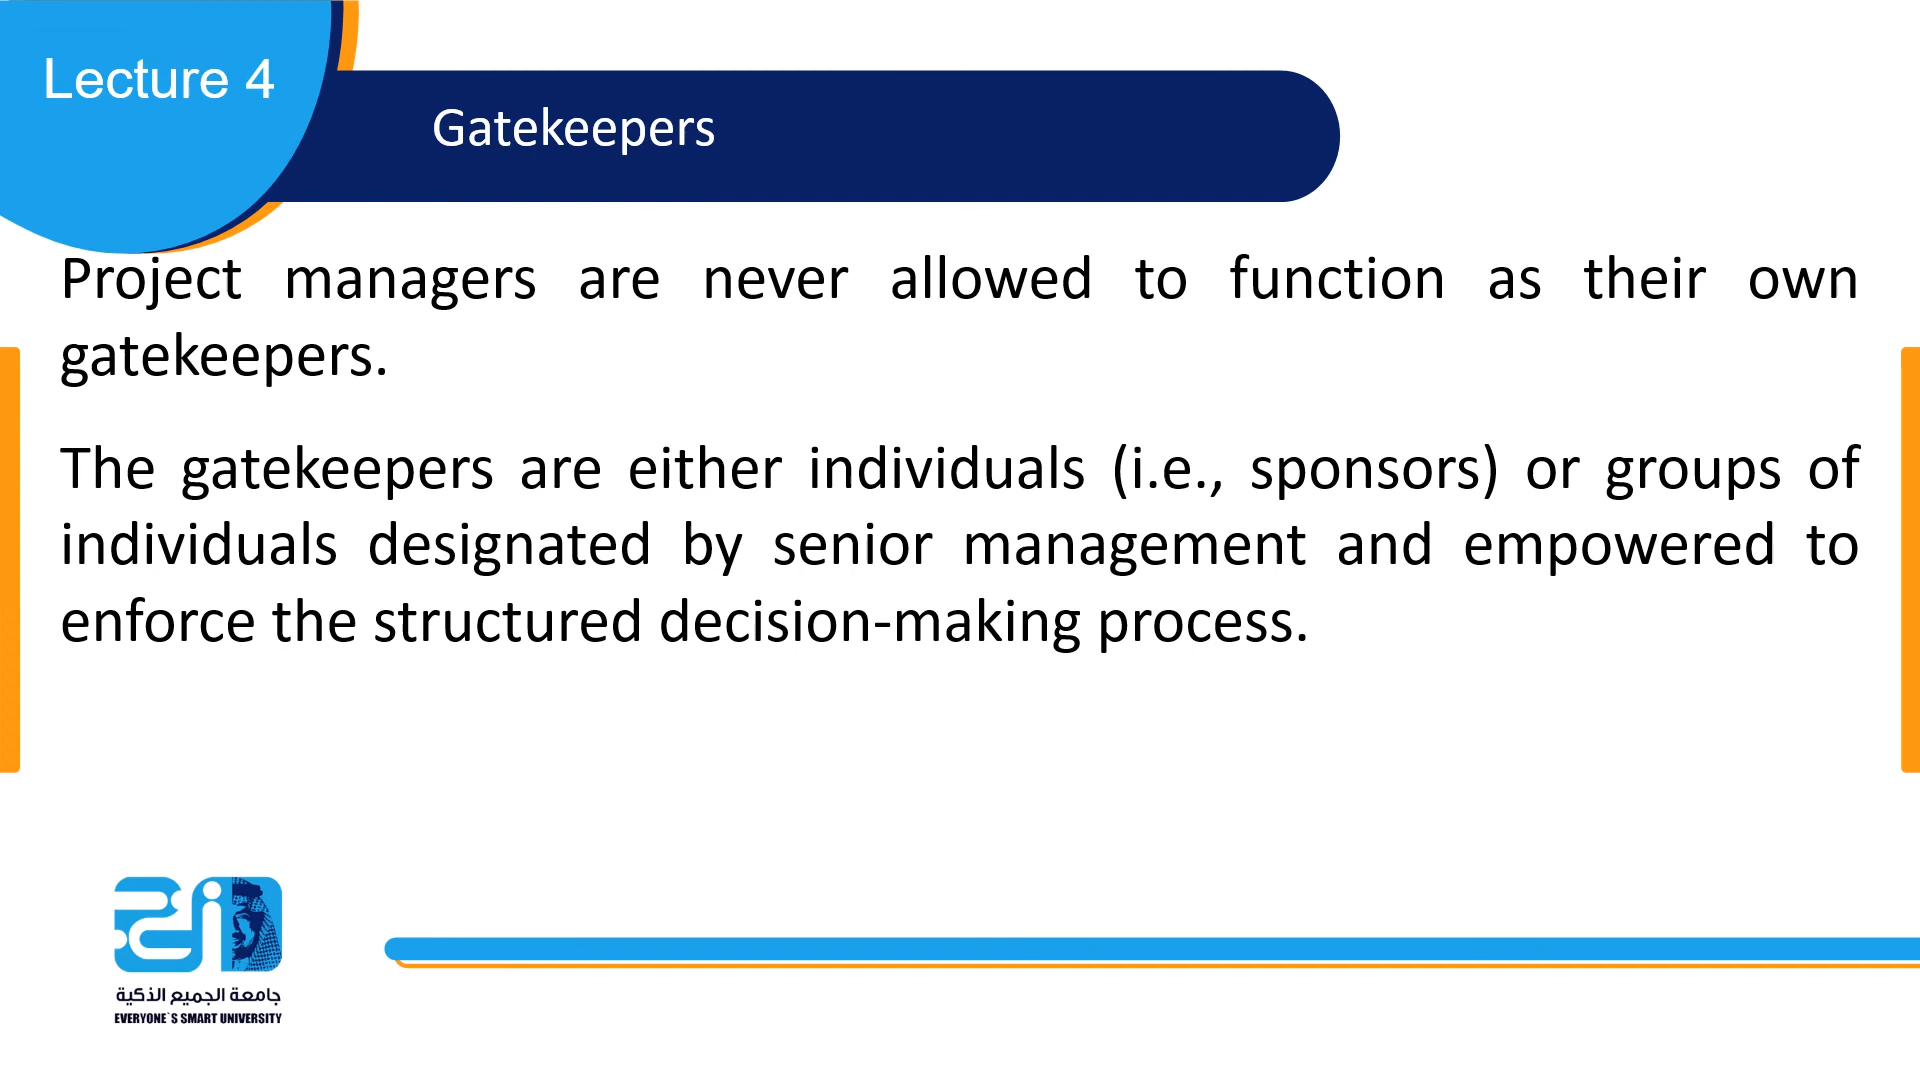 Lecture 4
Gatekeepers
Project managers are never allowed to function as their own
gatekeepers.
The gatekeepers are either individuals (i.e., sponsors) or groups of
individuals designated by senior management and empowered to
enforce the structured decision-making process.
جامعة الجميع الذكية
EVERYONE`S SMART UNIVERSITY